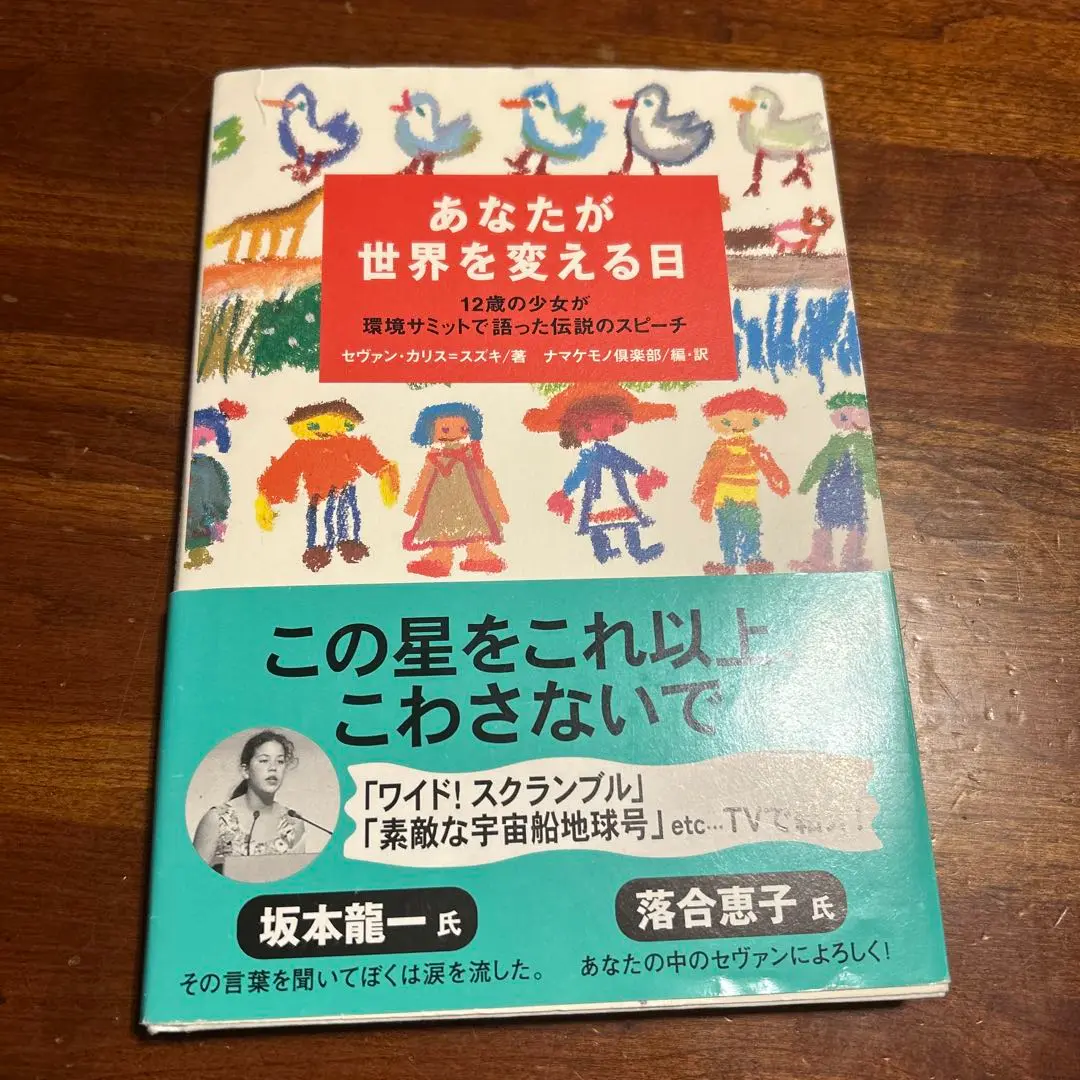 あなたが
世界を変える日
12歳の少女が
環境サミットで語った伝説のスピーチ
セヴァン・カリス=スズキ/著 ナマケモノ倶楽部/編・訳
この星をこれ以上、
こわさないで
「ワイド! スクランブル」
「素敵な宇宙船地球号」etc…TVで紹介!
坂本龍一氏
その言葉を聞いてぼくは涙を流した。
落合恵子氏
あなたの中のセヴァンによろしく!